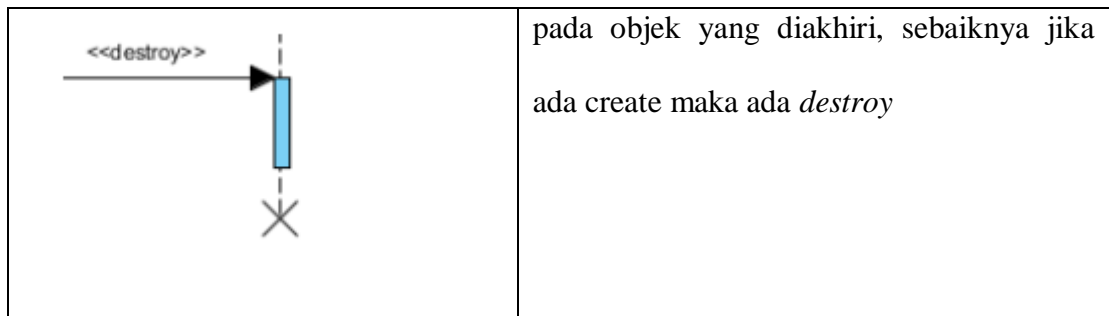 <<destroy>>
pada objek yang diakhiri, sebaiknya jika
ada create maka ada destroy